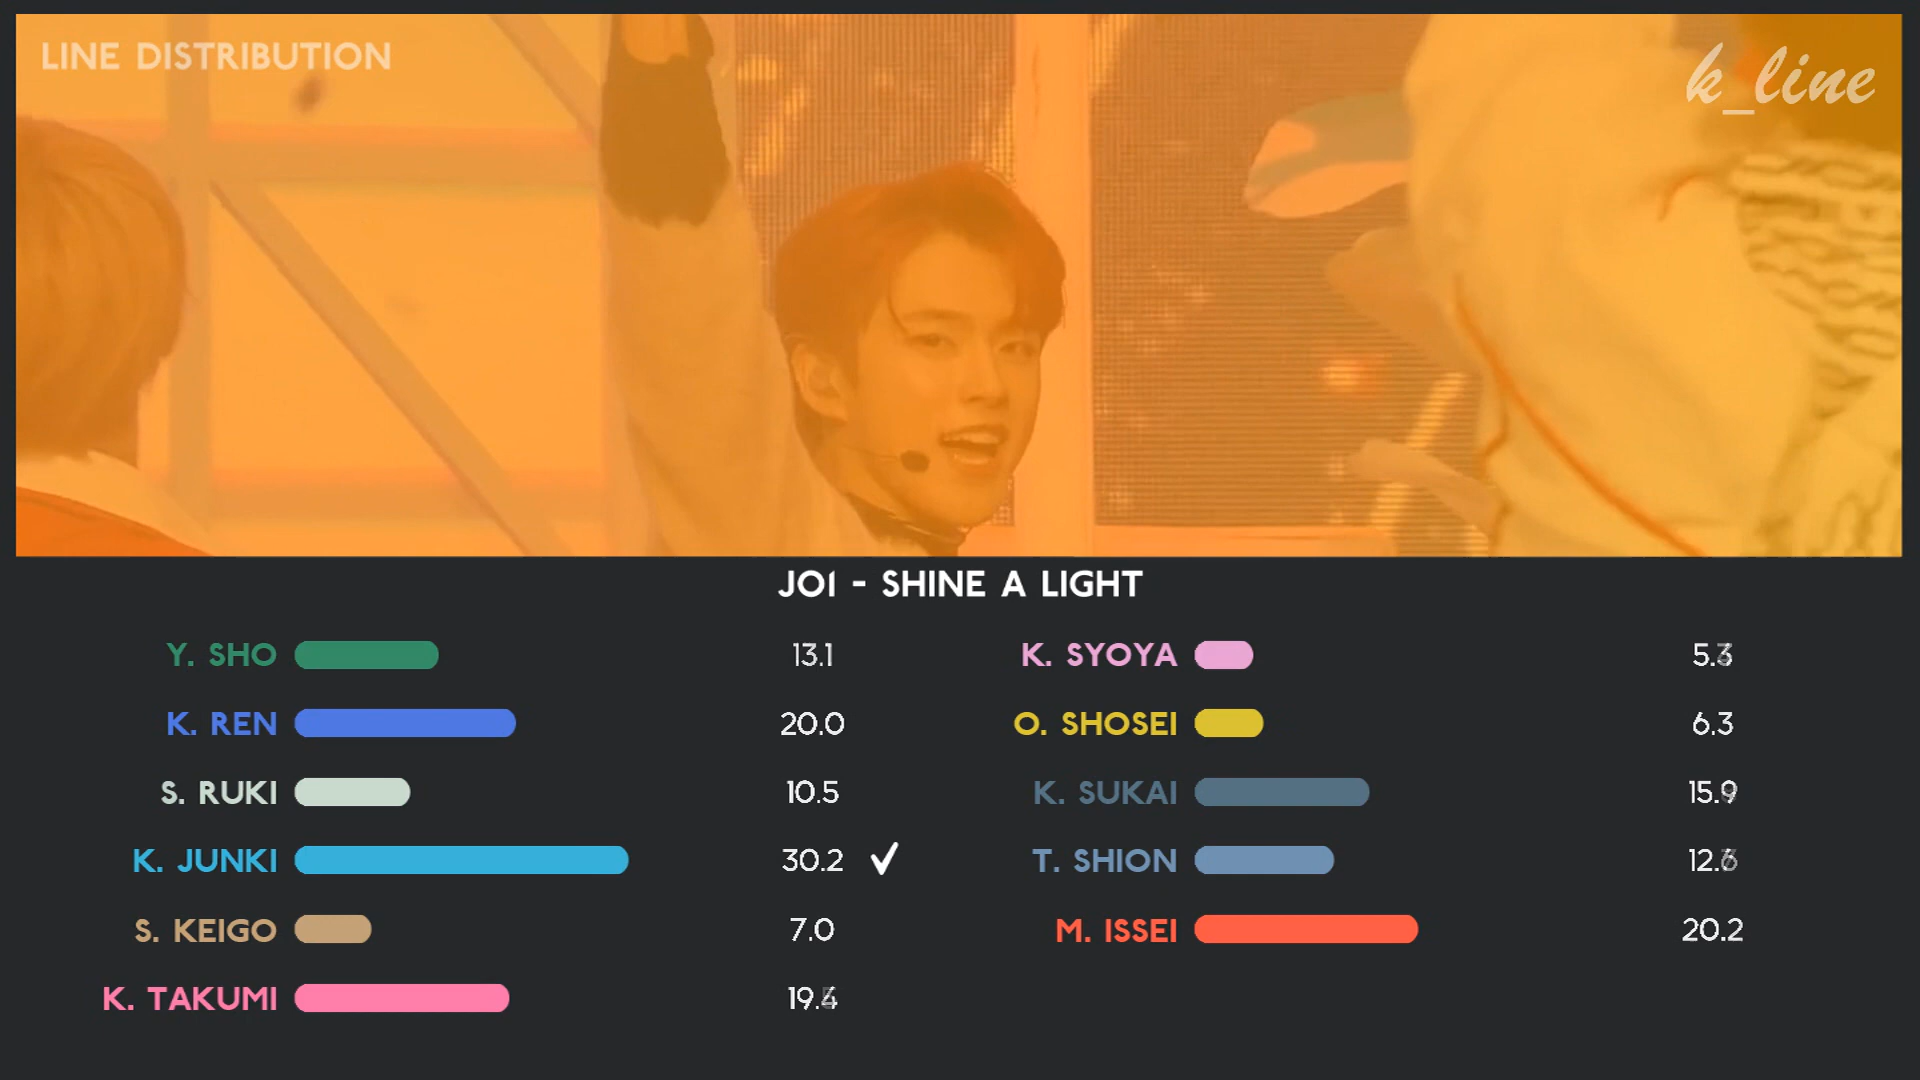 LINE DISTRIBUTION
k_line
JO1 - SHINE A LIGHT
Y. SHO 13.1
K. REN 20.0
S. RUKI 10.5
K. JUNKI 30.2 ✓
S. KEIGO 7.0
K. TAKUMI
K. SYOYA
O. SHOSEI 6.3
K. SUKAI 15.9
T. SHION
M. ISSEI 20.2